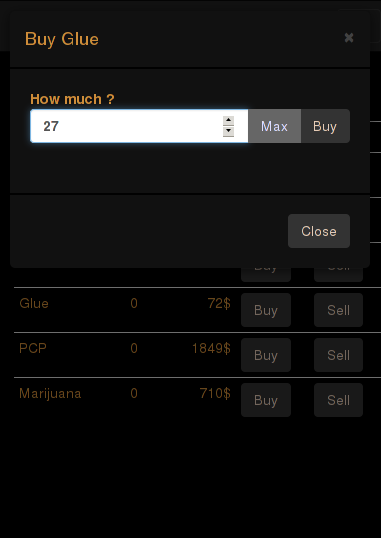 Buy Glue ×
How much ?
27 Max Buy
Close
Buy Sell
Glue 0 72$ Buy Sell
PCP 0 1849$ Buy Sell
Marijuana 0 710$ Buy Sell